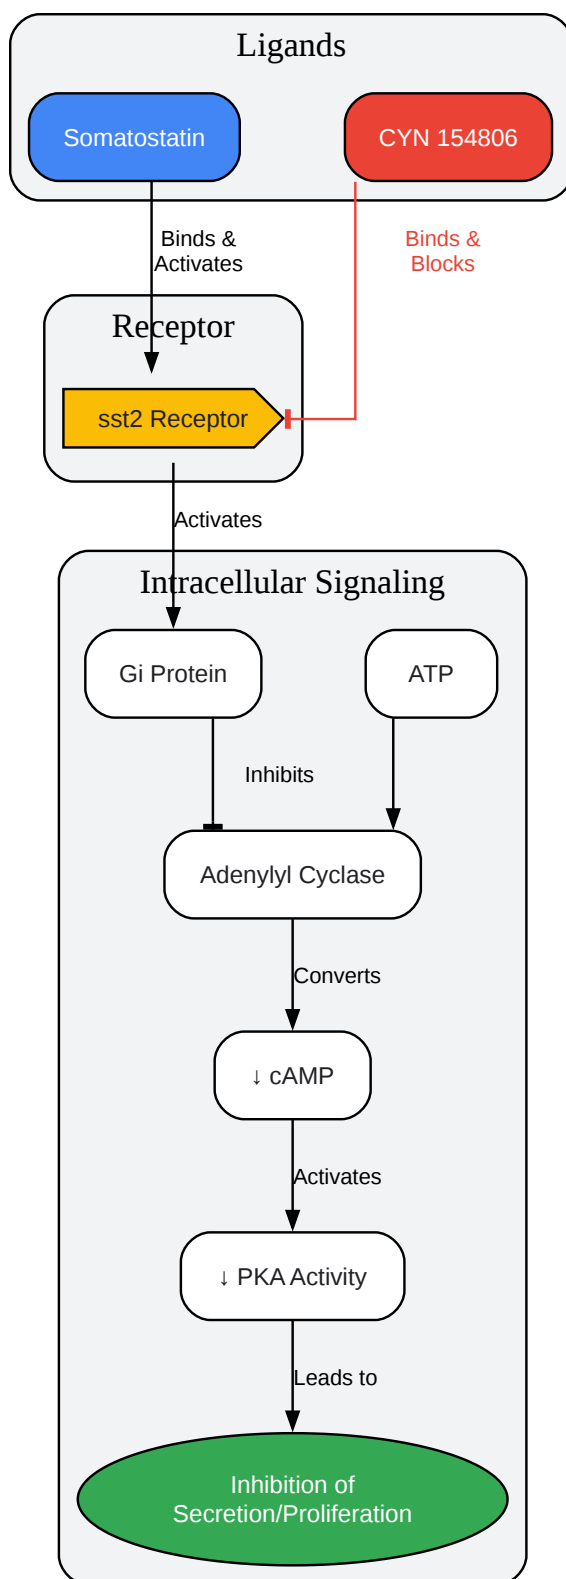 Ligands
Somatostatin
CYN 154806
Binds &
Activates
Binds &
Blocks
Receptor
sst2 Receptor
Activates
Intracellular Signaling
Gi Protein
ATP
Inhibits
Adenylyl Cyclase
Converts
↓ cAMP
Activates
↓ PKA Activity
Leads to
Inhibition of
Secretion/Proliferation